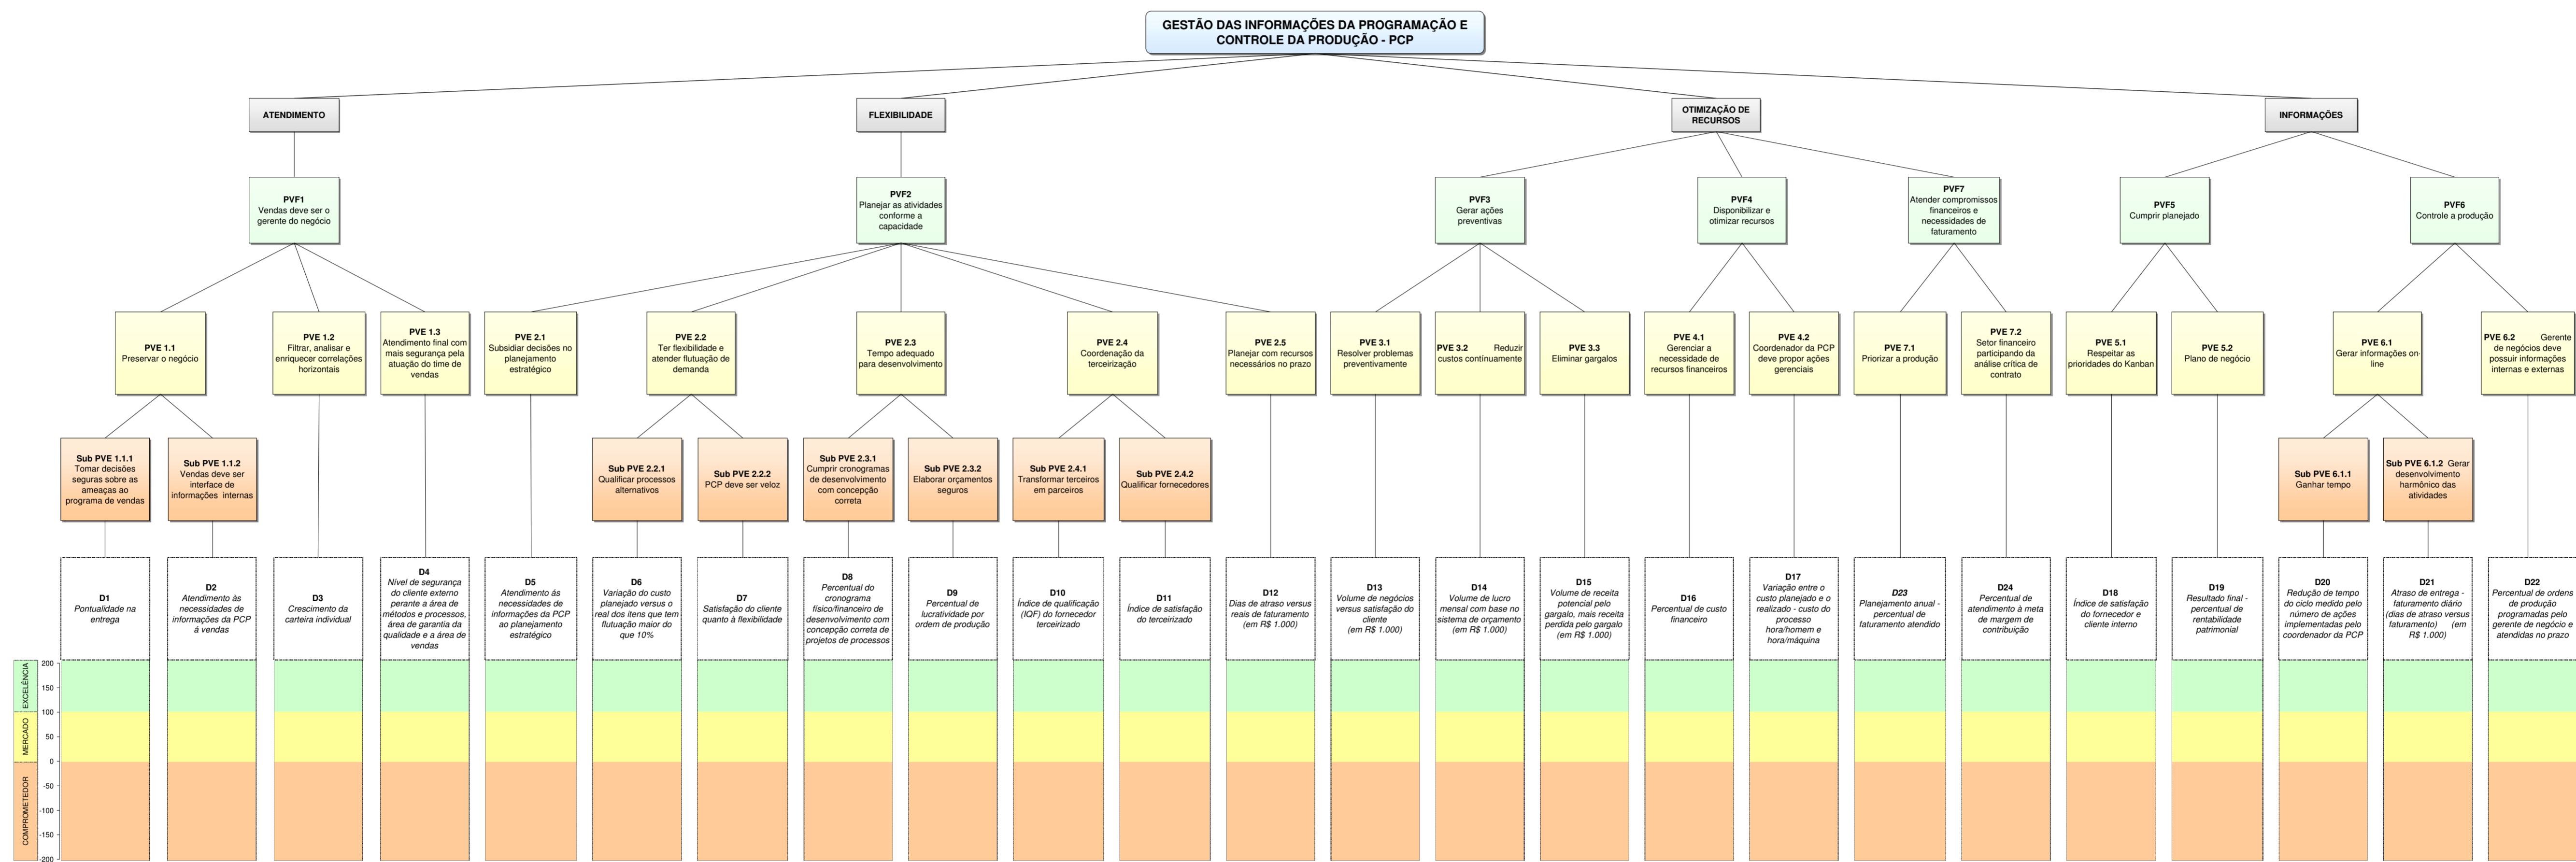 GESTÃO DAS INFORMAÇÕES DA PROGRAMAÇÃO E
CONTROLE DA PRODUÇÃO - PCP
ATENDIMENTO
FLEXIBILIDADE
OTIMIZAÇÃO DE
RECURSOS
INFORMAÇÕES
PVF1
Vendas deve ser o
gerente do negócio
PVF2
Planejar as atividades
conforme a
capacidade
PVF3
Gerar ações
preventivas
PVF4
Disponibilizar e
otimizar recursos
PVF7
Atender compromissos
financeiros e
necessidades de
faturamento
PVF5
Cumprir planejado
PVF6
Controle a produção
PVE 1.1
Preservar o negócio
PVE 1.2
Filtrar, analisar e
enriquecer correlações
horizontais
PVE 1.3
Atendimento final com
mais segurança pela
atuação do time de
vendas
PVE 2.1
Subsidiar decisões no
planejamento
estratégico
PVE 2.2
Ter flexibilidade e
atender flutuação de
demanda
PVE 2.3
Tempo adequado
para desenvolvimento
PVE 2.4
Coordenação da
terceirização
PVE 2.5
Planejar com recursos
necessários no prazo
PVE 3.1
Resolver problemas
preventivamente
PVE 3.2 Reduzir
custos contínuamente
PVE 3.3
Eliminar gargalos
PVE 4.1
Gerenciar a
necessidade de
recursos financeiros
PVE 4.2
Coordenador da PCP
deve propor ações
gerenciais
PVE 7.1
Priorizar a produção
PVE 7.2
Setor financeiro
participando da
análise crítica de
contrato
PVE 5.1
Respeitar as
prioridades do Kanban
PVE 5.2
Plano de negócio
PVE 6.1
Gerar informações on-
line
PVE 6.2 Gerente
de negócios deve
possuir informações
internas e externas
Sub PVE 1.1.1
Tomar decisões
seguras sobre as
ameaças ao
programa de vendas
Sub PVE 1.1.2
Vendas deve ser
interface de
informações internas
Sub PVE 2.2.1
Qualificar processos
alternativos
Sub PVE 2.2.2
PCP deve ser veloz
Sub PVE 2.3.1
Cumprir cronogramas
de desenvolvimento
com concepção
correta
Sub PVE 2.3.2
Elaborar orçamentos
seguros
Sub PVE 2.4.1
Transformar terceiros
em parceiros
Sub PVE 2.4.2
Qualificar fornecedores
Sub PVE 6.1.1
Ganhar tempo
Sub PVE 6.1.2 Gerar
desenvolvimento
harmônico das
atividades
D1
Pontualidade na
entrega
D2
Atendimento às
necessidades de
informações da PCP
á vendas
D3
Crescimento da
carteira individual
D4
Nível de segurança
do cliente externo
perante a área de
métodos e processos,
área de garantia da
qualidade e a área de
vendas
D5
Atendimento às
necessidades de
informações da PCP
ao planejamento
estratégico
D6
Variação do custo
planejado versus o
real dos itens que tem
flutuação maior do
que 10%
D7
Satisfação do cliente
quanto à flexibilidade
D8
Percentual do
cronograma
físico/financeiro de
desenvolvimento com
concepção correta de
projetos de processos
D9
Percentual de
lucratividade por
ordem de produção
D10
Índice de qualificação
(IQF) do fornecedor
terceirizado
D11
Índice de satisfação
do terceirizado
D12
Dias de atraso versus
reais de faturamento
(em R$ 1.000)
D13
Volume de negócios
versus satisfação do
cliente
(em R$ 1.000)
D14
Volume de lucro
mensal com base no
sistema de orçamento
(em R$ 1.000)
D15
Volume de receita
potencial pelo
gargalo, mais receita
perdida pelo gargalo
(em R$ 1.000)
D16
Percentual de custo
financeiro
D17
Variação entre o
custo planejado e o
realizado - custo do
processo
hora/homem e
hora/máquina
D23
Planejamento anual -
percentual de
faturamento atendido
D24
Percentual de
atendimento à meta
de margem de
contribuição
D18
Índice de satisfação
do fornecedor e
cliente interno
D19
Resultado final -
percentual de
rentabilidade
patrimonial
D20
Redução de tempo
do ciclo medido pelo
número de ações
implementadas pelo
coordenador da PCP
D21
Atraso de entrega -
faturamento diário
(dias de atraso versus
faturamento) (em
R$ 1.000)
D22
Percentual de ordens
de produção
programadas pelo
gerente de negócio e
atendidas no prazo
EXCELÊNCIA
MERCADO
COMPROMETEDOR
200
150
100
50
0
-50
-100
-150
-200